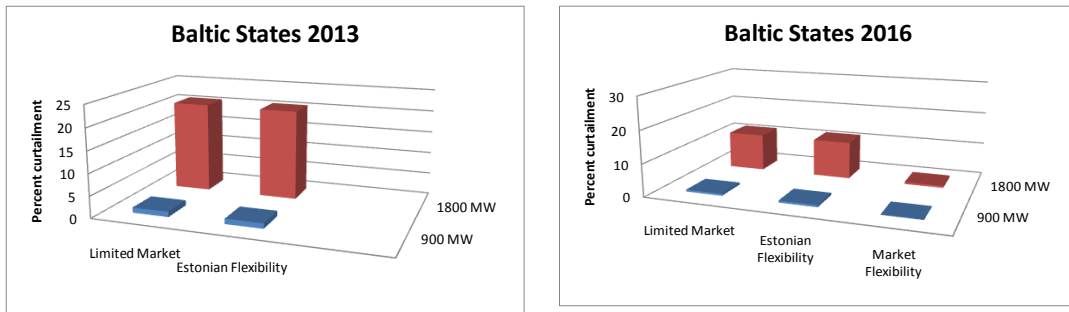 Baltic States 2013
Percent curtailment
25
20
15
10
5
0
1800 MW
900 MW
Limited Market
Estonian Flexibility
Baltic States 2016
Percent curtailment
30
20
10
0
1800 MW
900 MW
Limited Market
Estonian
Flexibility
Market
Flexibility